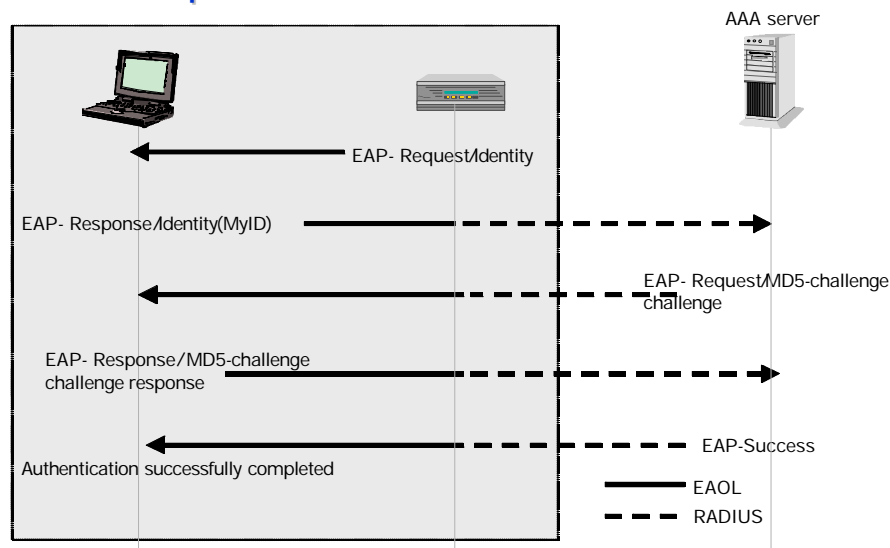 AAA server
EAP- Request/Identity
EAP- Response/Identity(MyID)
EAP- Request/MD5-challenge
challenge
EAP- Response/MD5-challenge
challenge response
EAP-Success
Authentication successfully completed
EAOL
RADIUS